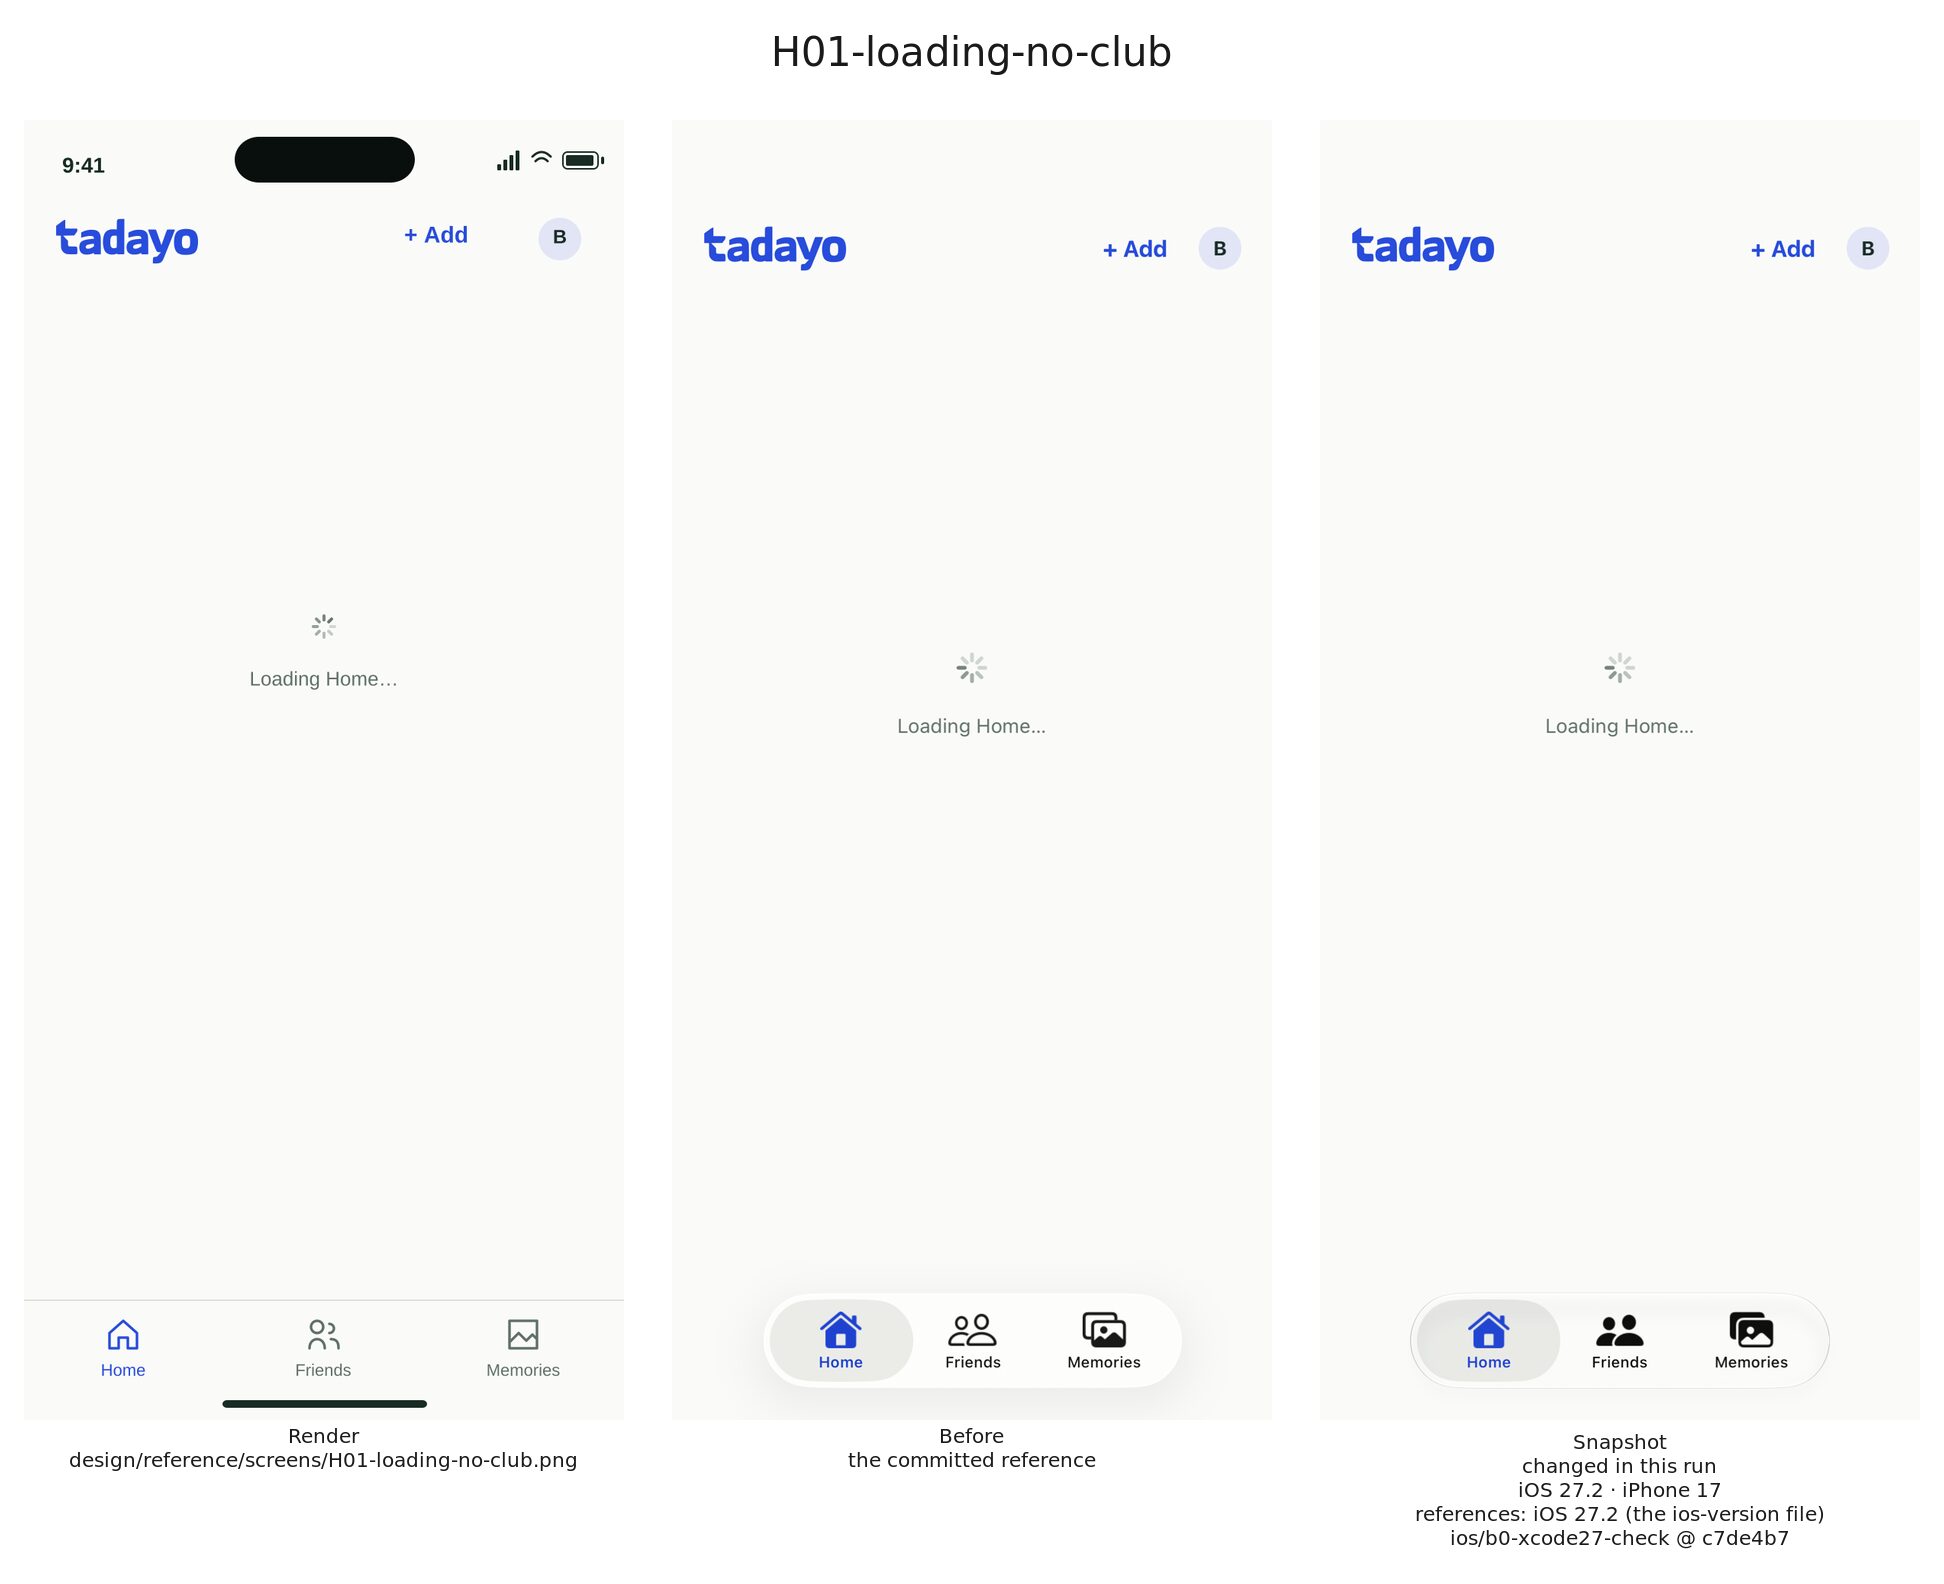 H01-loading-no-club
9:41
tadayo
+ Add
B
Loading Home...
Home
Friends
Memories
Render
design/reference/screens/H01-loading-no-club.png
tadayo
+ Add
B
Loading Home...
Home
Friends
Memories
Before
the committed reference
tadayo
+ Add
B
Loading Home...
Home
Friends
Memories
Snapshot
changed in this run
iOS 27.2 · iPhone 17
references: iOS 27.2 (the ios-version file)
ios/b0-xcode27-check @ c7de4b7